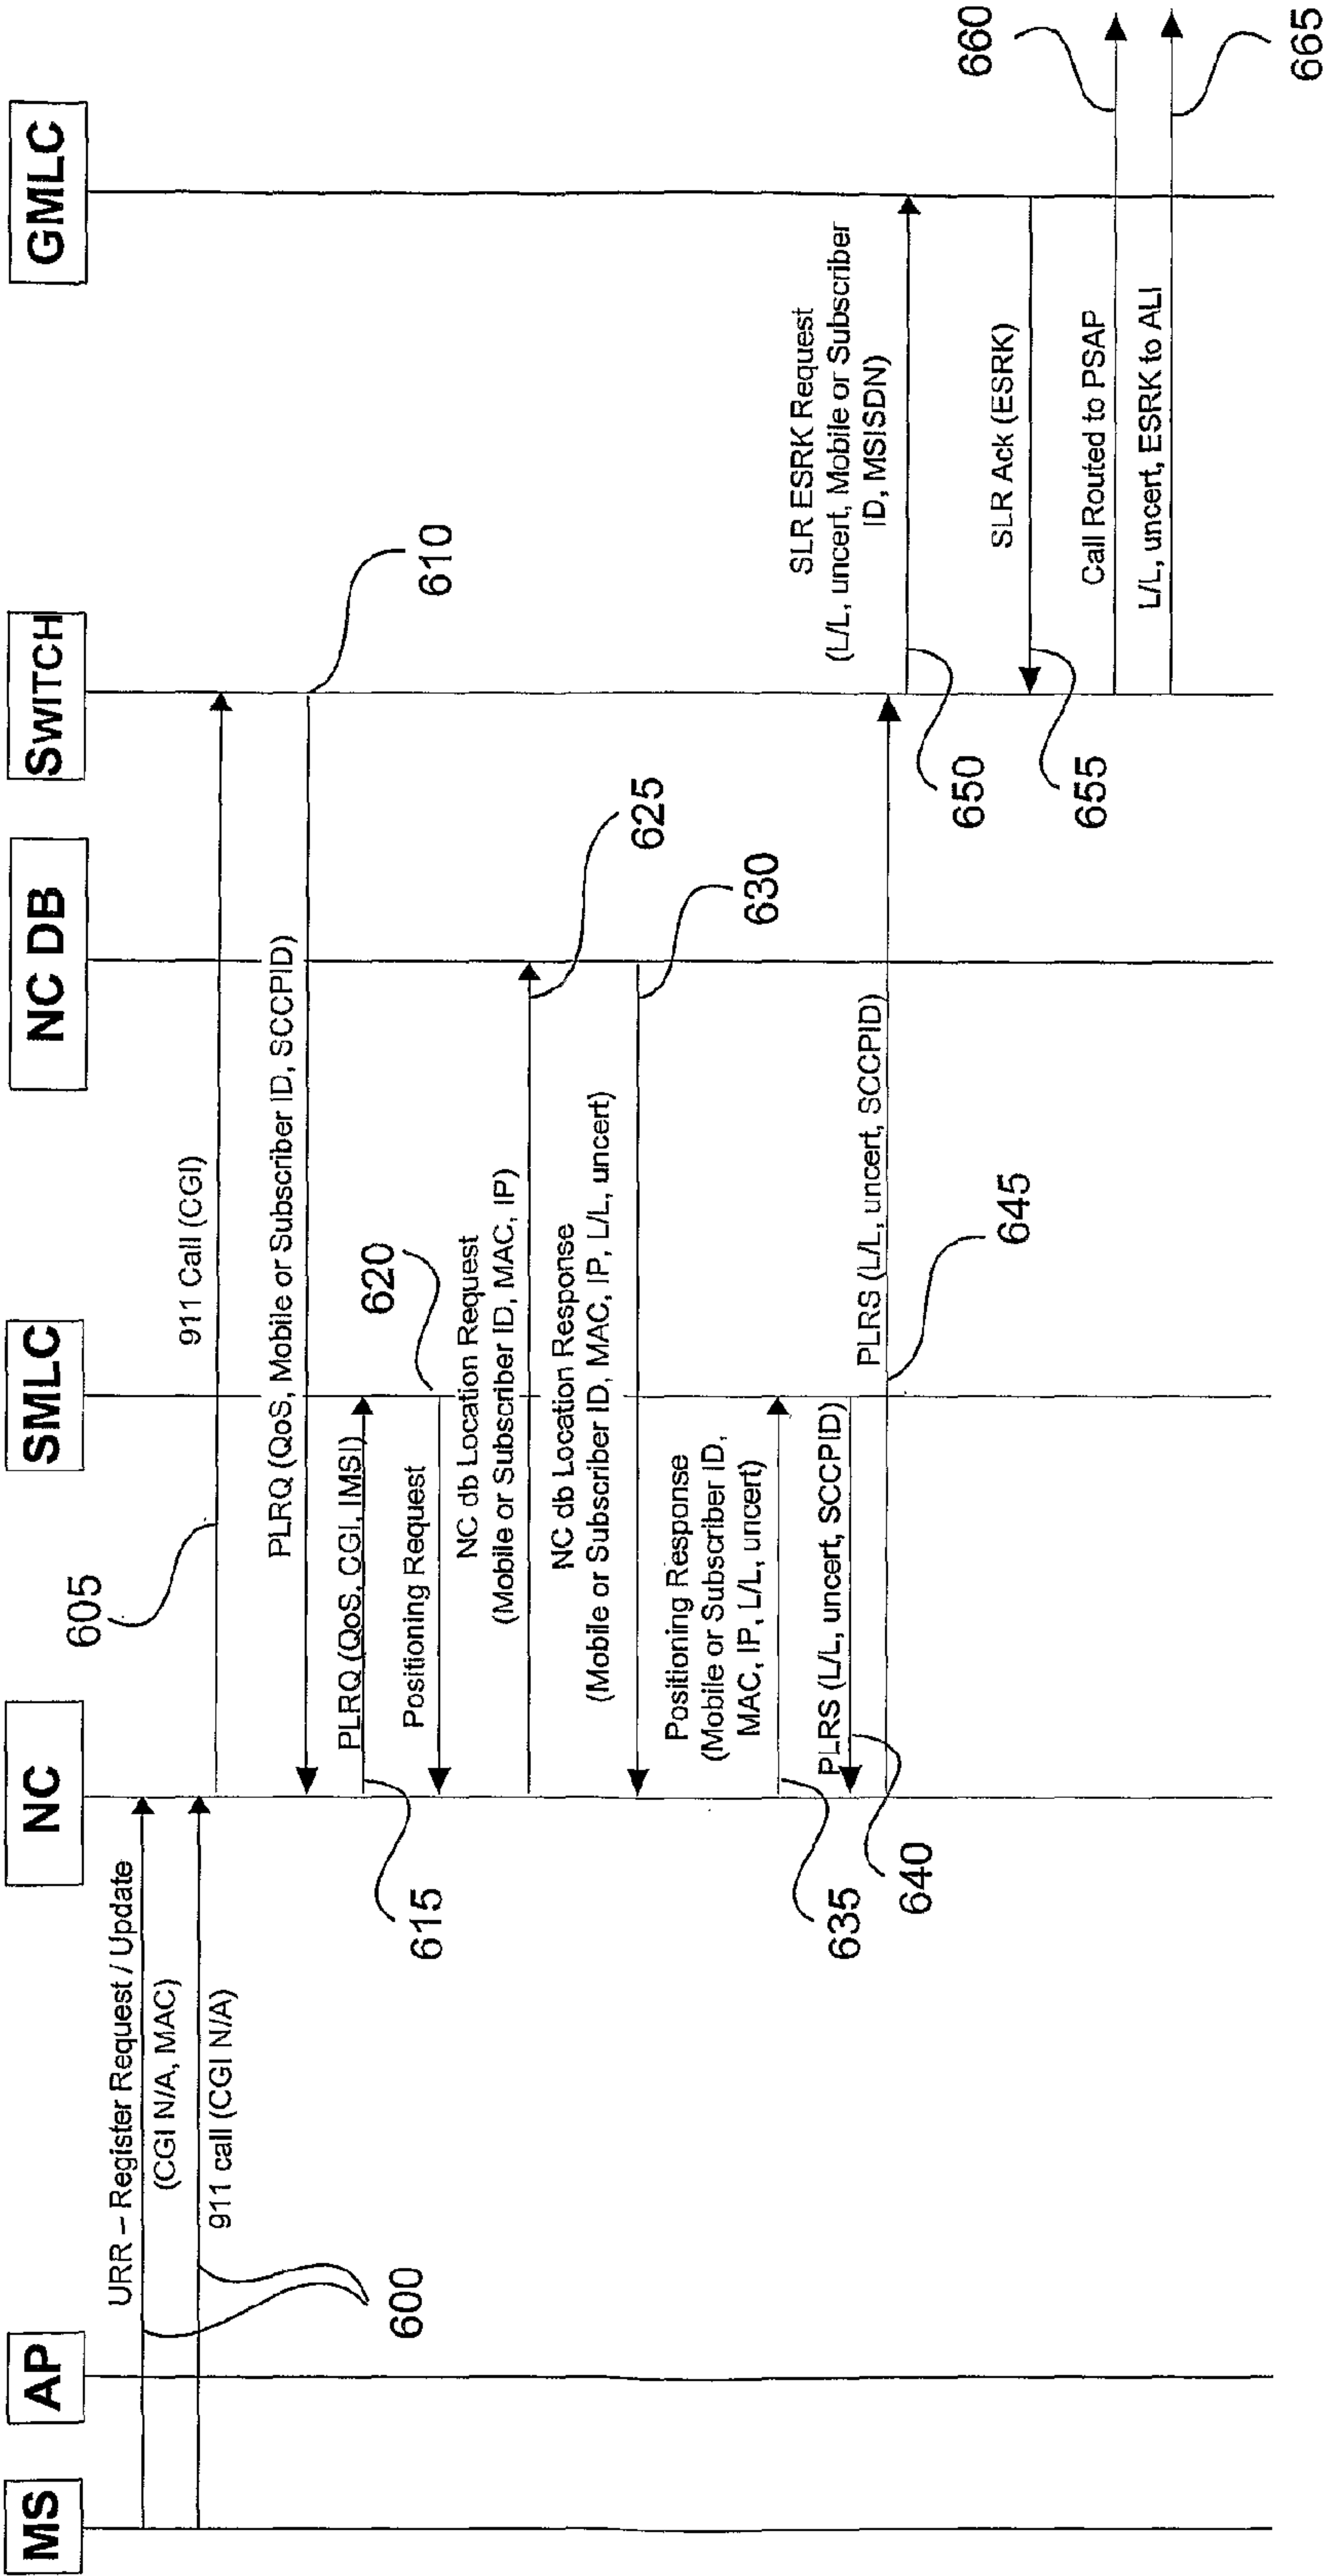 MS
AP
NC
SMLC
NC DB
SWITCH
GMLC
URR – Register Request / Update
(CGI N/A, MAC)
911 call (CGI N/A)
600
605
911 Call (CGI)
610
PLRQ (QoS, Mobile or Subscriber ID, SCCPID)
PLRQ (QoS, CGI, IMSI)
615
Positioning Request
620
NC db Location Request
(Mobile or Subscriber ID, MAC, IP)
625
NC db Location Response
(Mobile or Subscriber ID, MAC, IP, L/L, uncert)
630
Positioning Response
(Mobile or Subscriber ID,
MAC, IP, L/L, uncert)
635
PLRS (L/L, uncert, SCCPID)
640
PLRS (L/L, uncert, SCCPID)
645
SLR ESRK Request
(L/L, uncert, Mobile or Subscriber
ID, MSISDN)
650
SLR Ack (ESRK)
655
Call Routed to PSAP
660
L/L, uncert, ESRK to ALI
665